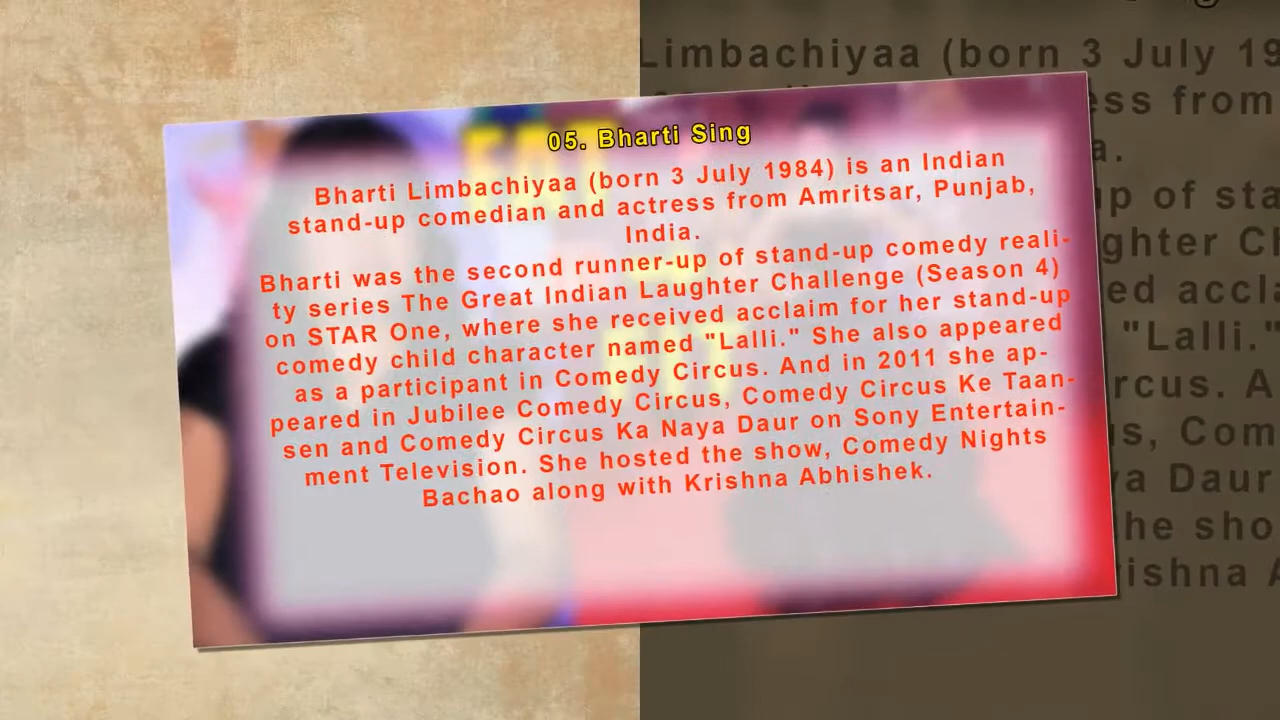 05. Bharti Sing
Bharti Limbachiyaa (born 3 July 1984) is an Indian
stand-up comedian and actress from Amritsar, Punjab,
India.
Bharti was the second runner-up of stand-up comedy reali-
ty series The Great Indian Laughter Challenge (Season 4)
on STAR One, where she received acclaim for her stand-up
comedy child character named "Lalli." She also appeared
as a participant in Comedy Circus. And in 2011 she ap-
peared in Jubilee Comedy Circus, Comedy Circus Ke Taan-
sen and Comedy Circus Ka Naya Daur on Sony Entertain-
ment Television. She hosted the show, Comedy Nights
Bachao along with Krishna Abhishek.
Limbachiyaa (born 3 July 19
ess from
a.
up of sta
ghter Ch
ed accla
"Lalli."
rcus. A
us, Com
ya Daur
he sho
rishna A